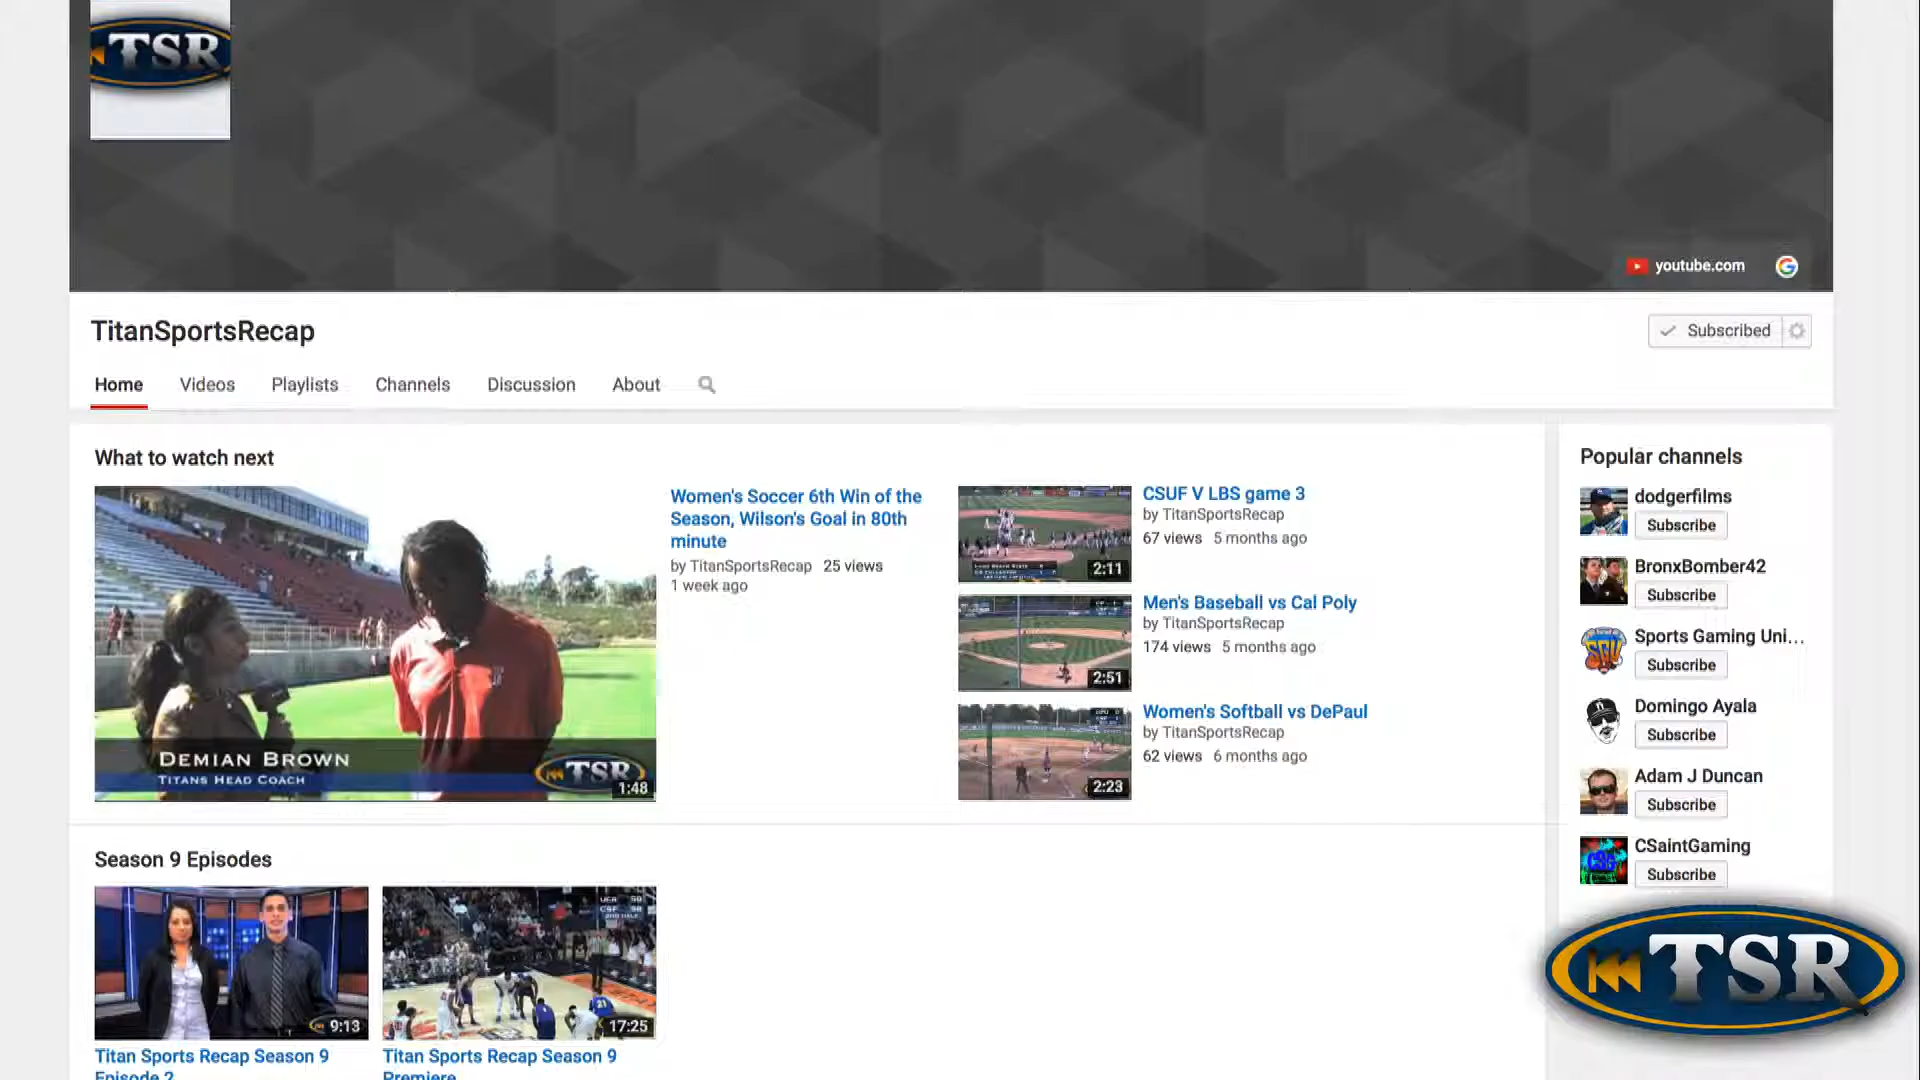 TSR
youtube.com
TitanSportsRecap
Subscribed
Home Videos Playlists Channels Discussion About
What to watch next
DEMIAN BROWN
TITANS HEAD COACH
TSR
1:48
Women's Soccer 6th Win of the
Season, Wilson's Goal in 80th
minute
by TitanSportsRecap 25 views
1 week ago
2:11
CSUF V LBS game 3
by TitanSportsRecap
67 views 5 months ago
2:51
Men's Baseball vs Cal Poly
by TitanSportsRecap
174 views 5 months ago
2:23
Women's Softball vs DePaul
by TitanSportsRecap
62 views 6 months ago
Popular channels
dodgerfilms
Subscribe
BronxBomber42
Subscribe
SGU
Sports Gaming Uni...
Subscribe
Domingo Ayala
Subscribe
Adam J Duncan
Subscribe
CSG
CSaintGaming
Subscribe
Season 9 Episodes
9:13
Titan Sports Recap Season 9
Episode 2
17:25
Titan Sports Recap Season 9
Premiere
TSR